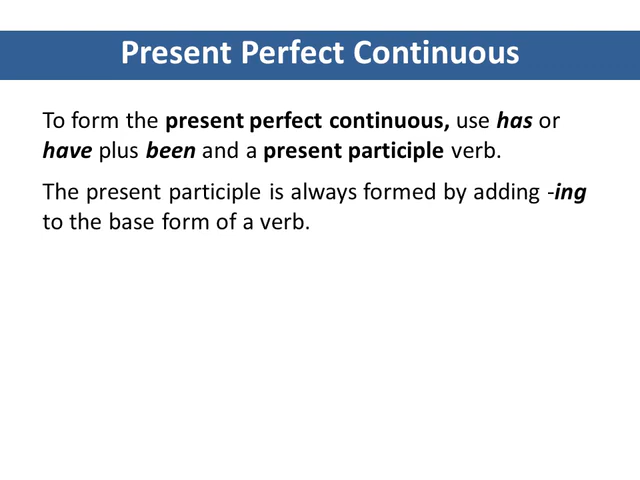 Present Perfect Continuous
To form the present perfect continuous, use has or
have plus been and a present participle verb.
The present participle is always formed by adding -ing
to the base form of a verb.